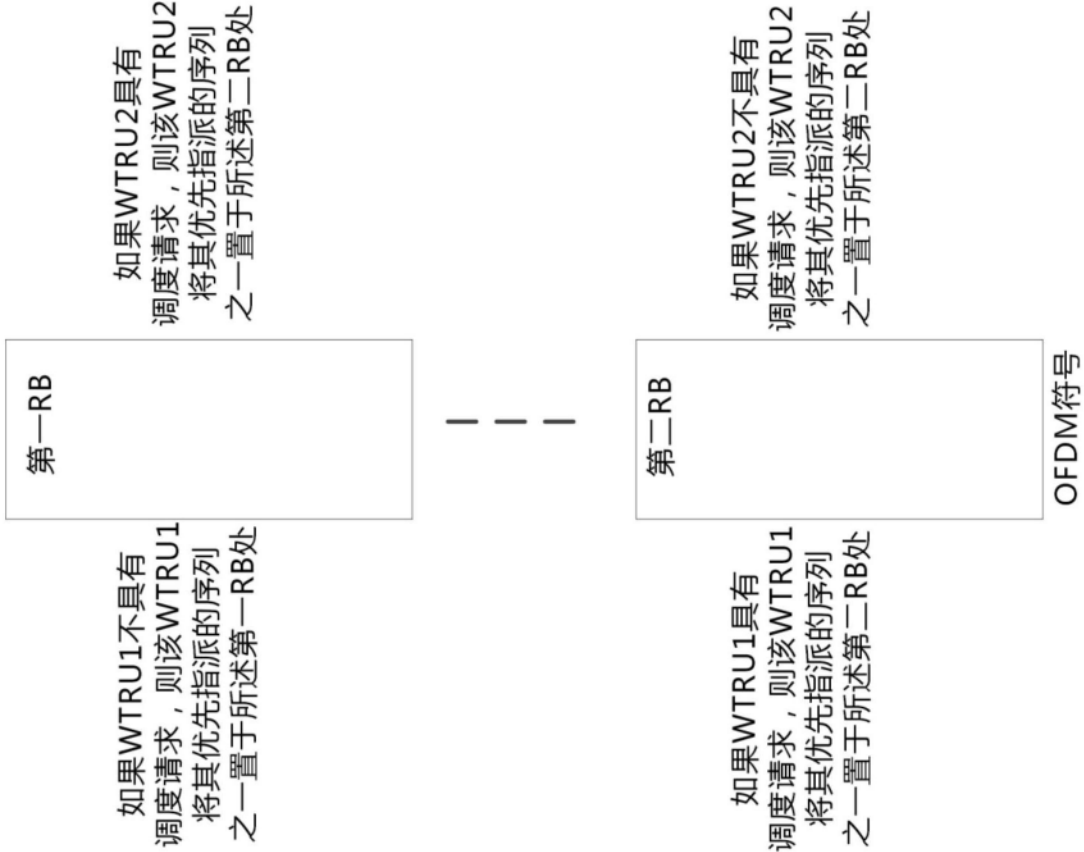 如果WTRU1不具有
调度请求，则该WTRU1
将其优先指派的序列
之一置于所述第一RB处
第一RB
如果WTRU2具有
调度请求，则该WTRU2
将其优先指派的序列
之一置于所述第二RB处
如果WTRU1具有
调度请求，则该WTRU1
将其优先指派的序列
之一置于所述第二RB处
第二RB
如果WTRU2不具有
调度请求，则该WTRU2
将其优先指派的序列
之一置于所述第二RB处
OFDM符号